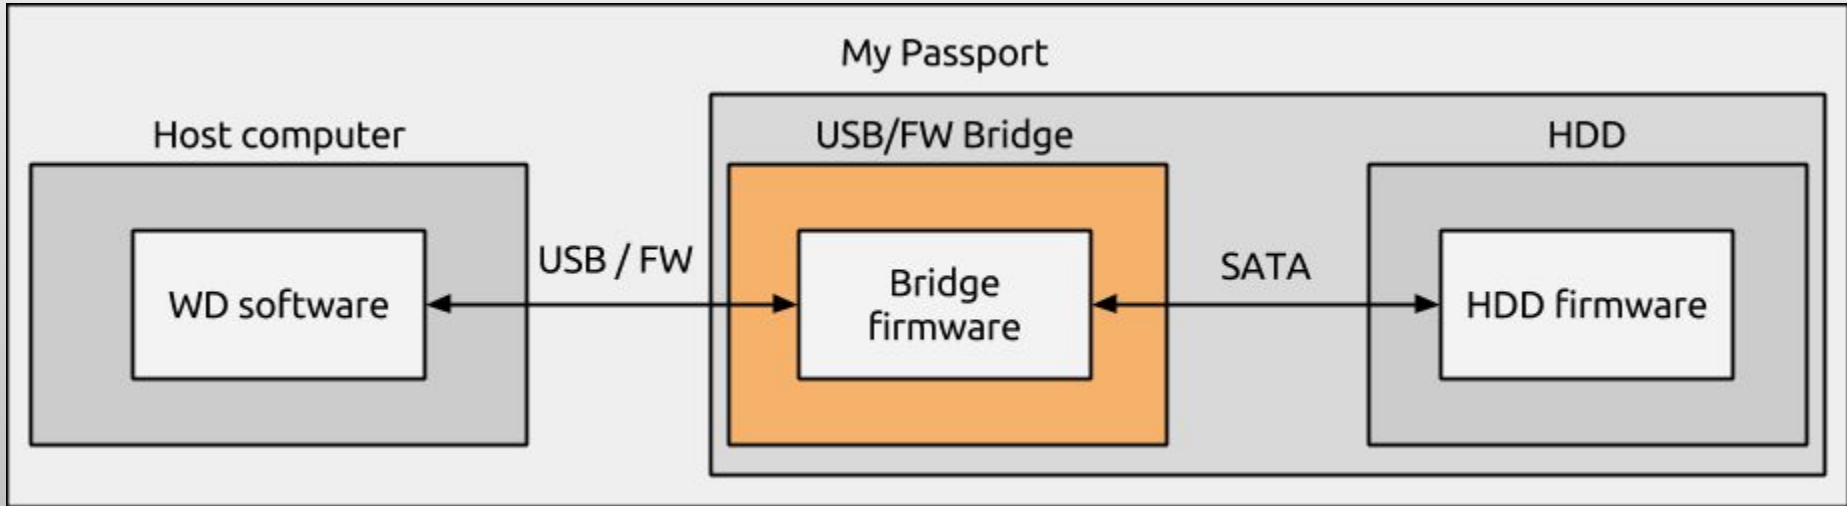 My Passport
Host computer
USB/FW Bridge
HDD
USB / FW
SATA
WD software
Bridge
firmware
HDD firmware